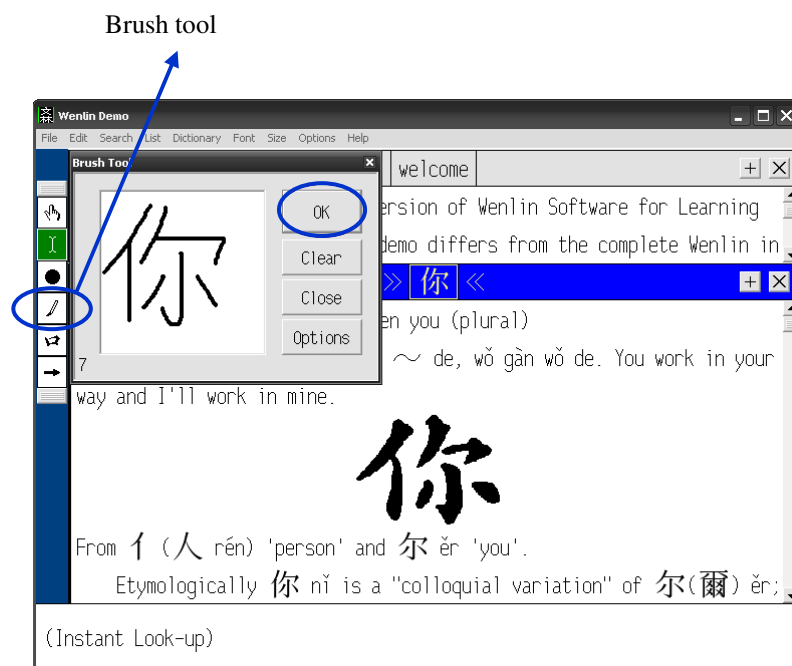 Brush tool
Wenlin Demo
File Edit Search List Dictionary Font Size Options Help
Brush Tool
你
7
OK
Clear
Close
Options
welcome
ersion of Wenlin Software for Learning
demo differs from the complete Wenlin in
» 你 «
en you (plural)
～ de, wǒ gàn wǒ de. You work in your
way and I'll work in mine.
你
From 亻 (人 rén) 'person' and 尔 ěr 'you'.
Etymologically 你 nǐ is a "colloquial variation" of 尔(爾) ěr;
(Instant Look-up)